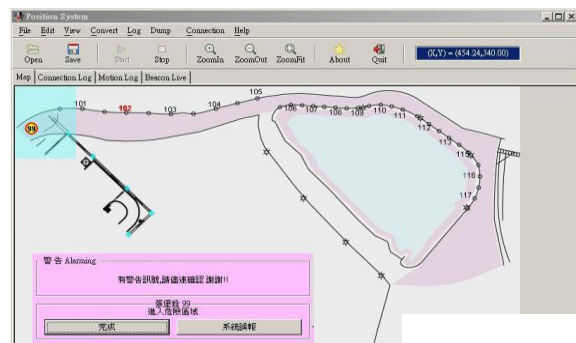 Position System
File Edit View Convert Log Dump Connection Help
Open Save Start Stop ZoomIn ZoomOut ZoomFit About Quit (X,Y) = (454.24,340.00)
Map Connection Log Motion Log Beacon Live
105
101 102 103 104 106 107 108 109 110 111
99
112
113
115
116
117
警告 Alarming
有警告訊號,請儘速確認 謝謝!!
99
進入危險區域
完成 系統誤報